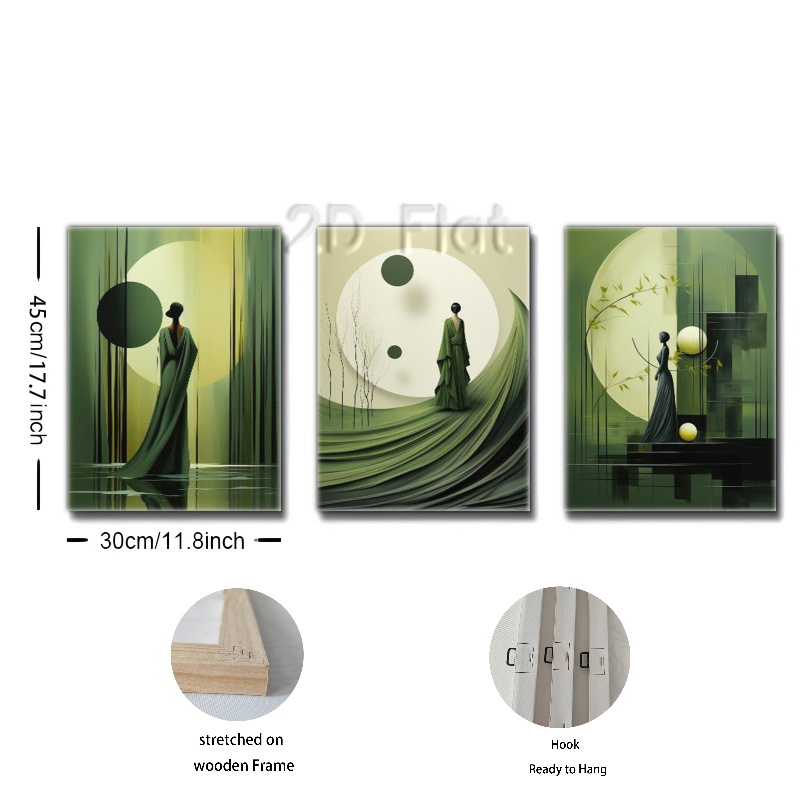 2D Flat
45cm/17.7inch
30cm/11.8inch
stretched on
wooden Frame
Hook
Ready to Hang